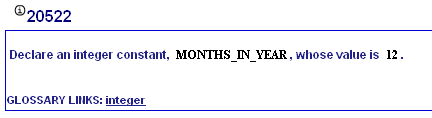 20522
Declare an integer constant, MONTHS_IN_YEAR, whose value is 12.
GLOSSARY LINKS: integer